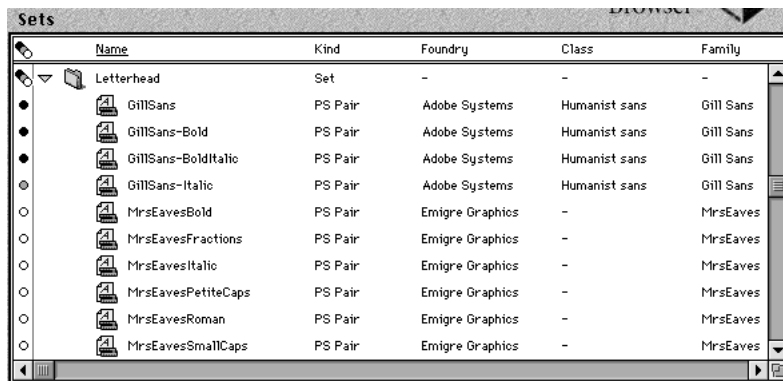 Browser
Sets
Name Kind Foundry Class Family
Letterhead Set - - -
GillSans PS Pair Adobe Systems Humanist sans Gill Sans
GillSans-Bold PS Pair Adobe Systems Humanist sans Gill Sans
GillSans-BoldItalic PS Pair Adobe Systems Humanist sans Gill Sans
GillSans-Italic PS Pair Adobe Systems Humanist sans Gill Sans
MrsEavesBold PS Pair Emigre Graphics - MrsEaves
MrsEavesFractions PS Pair Emigre Graphics - MrsEaves
MrsEavesItalic PS Pair Emigre Graphics - MrsEaves
MrsEavesPetiteCaps PS Pair Emigre Graphics - MrsEaves
MrsEavesRoman PS Pair Emigre Graphics - MrsEaves
MrsEavesSmallCaps PS Pair Emigre Graphics - MrsEaves